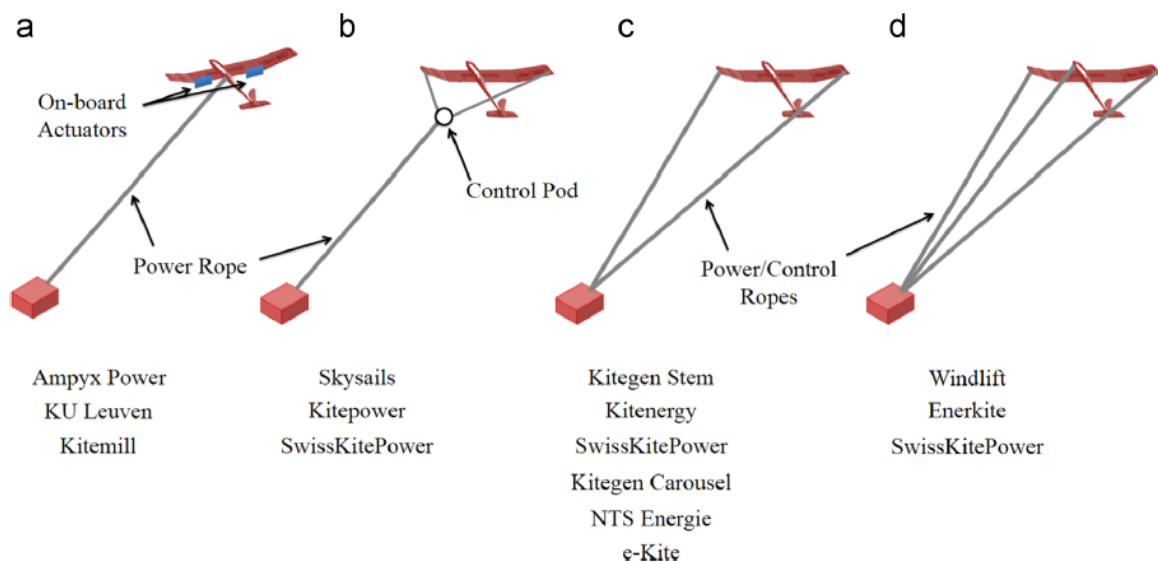 a
b
c
d
On-board
Actuators
Control Pod
Power Rope
Power/Control
Ropes
Ampyx Power
KU Leuven
Kitemill
Skysails
Kitepower
SwissKitePower
Kitegen Stem
Kitenergy
SwissKitePower
Kitegen Carousel
NTS Energie
e-Kite
Windlift
Enerkite
SwissKitePower